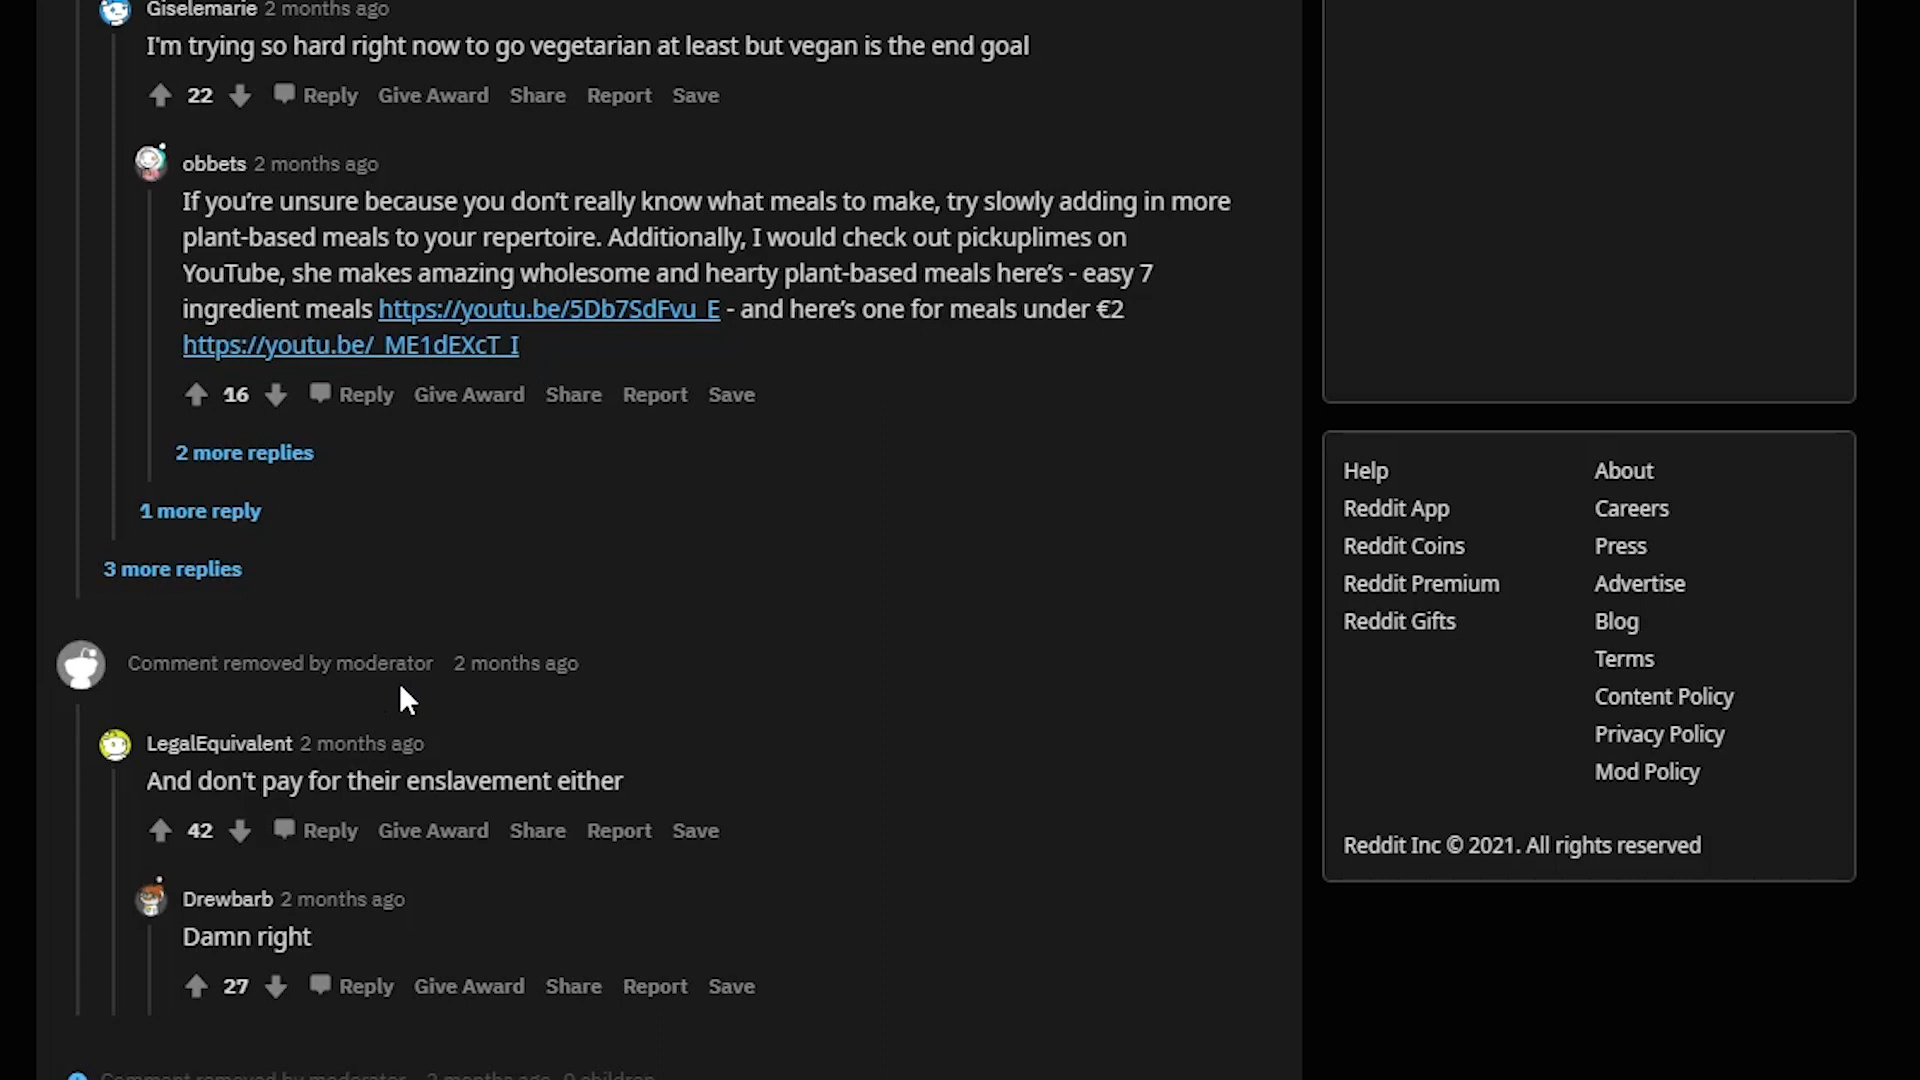 Giselemarie 2 months ago
I'm trying so hard right now to go vegetarian at least but vegan is the end goal
22 Reply Give Award Share Report Save
obbets 2 months ago
If you’re unsure because you don’t really know what meals to make, try slowly adding in more
plant-based meals to your repertoire. Additionally, I would check out pickuplimes on
YouTube, she makes amazing wholesome and hearty plant-based meals here’s - easy 7
ingredient meals https://youtu.be/5Db7SdFvu_E - and here’s one for meals under €2
https://youtu.be/_ME1dEXcT_I
16 Reply Give Award Share Report Save
2 more replies
1 more reply
3 more replies
Comment removed by moderator 2 months ago
LegalEquivalent 2 months ago
And don't pay for their enslavement either
42 Reply Give Award Share Report Save
Drewbarb 2 months ago
Damn right
27 Reply Give Award Share Report Save
Comment removed by moderator 2 months ago 0 children
Help About
Reddit App Careers
Reddit Coins Press
Reddit Premium Advertise
Reddit Gifts Blog
Terms
Content Policy
Privacy Policy
Mod Policy
Reddit Inc © 2021. All rights reserved